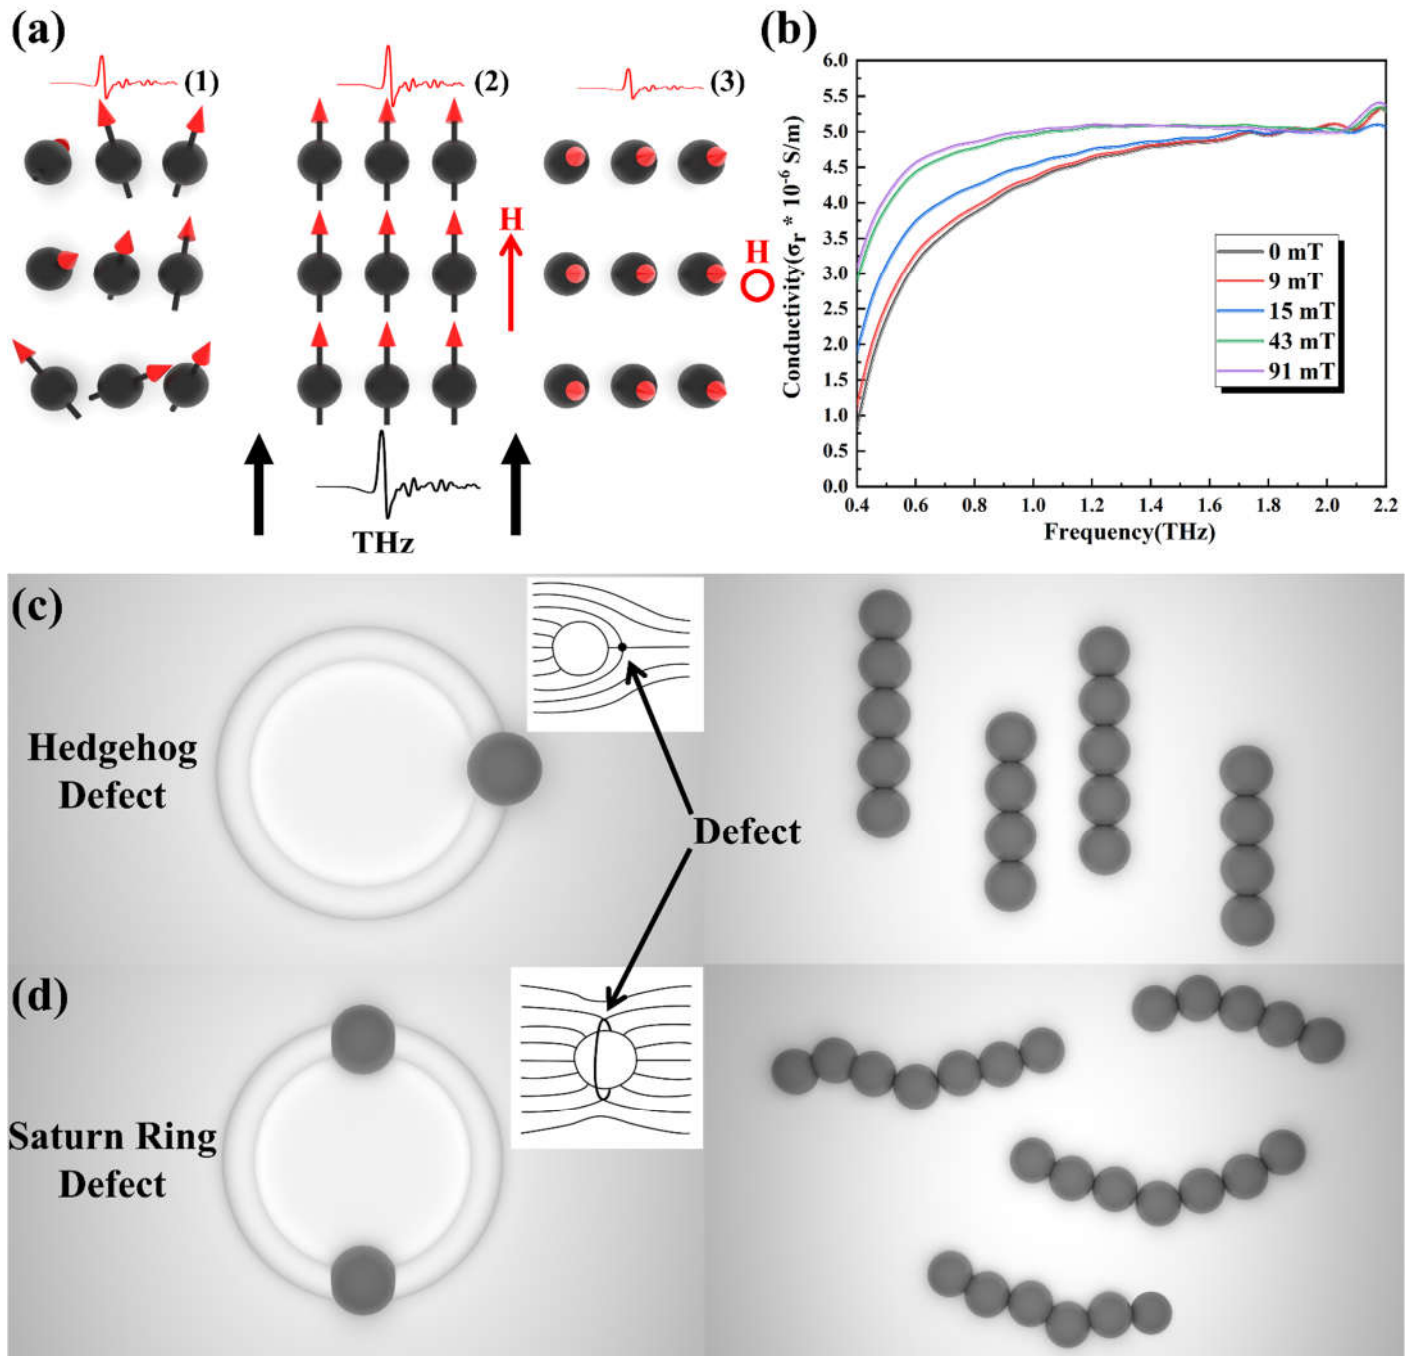 (a)
(1)
(2)
(3)
H
H
THz
(b)
Conductivity(σr * 10-6 S/m)
6.0
5.5
5.0
4.5
4.0
3.5
3.0
2.5
2.0
1.5
1.0
0.5
0.0
0 mT
9 mT
15 mT
43 mT
91 mT
0.4 0.6 0.8 1.0 1.2 1.4 1.6 1.8 2.0 2.2
Frequency(THz)
(c)
Hedgehog
Defect
Defect
(d)
Saturn Ring
Defect